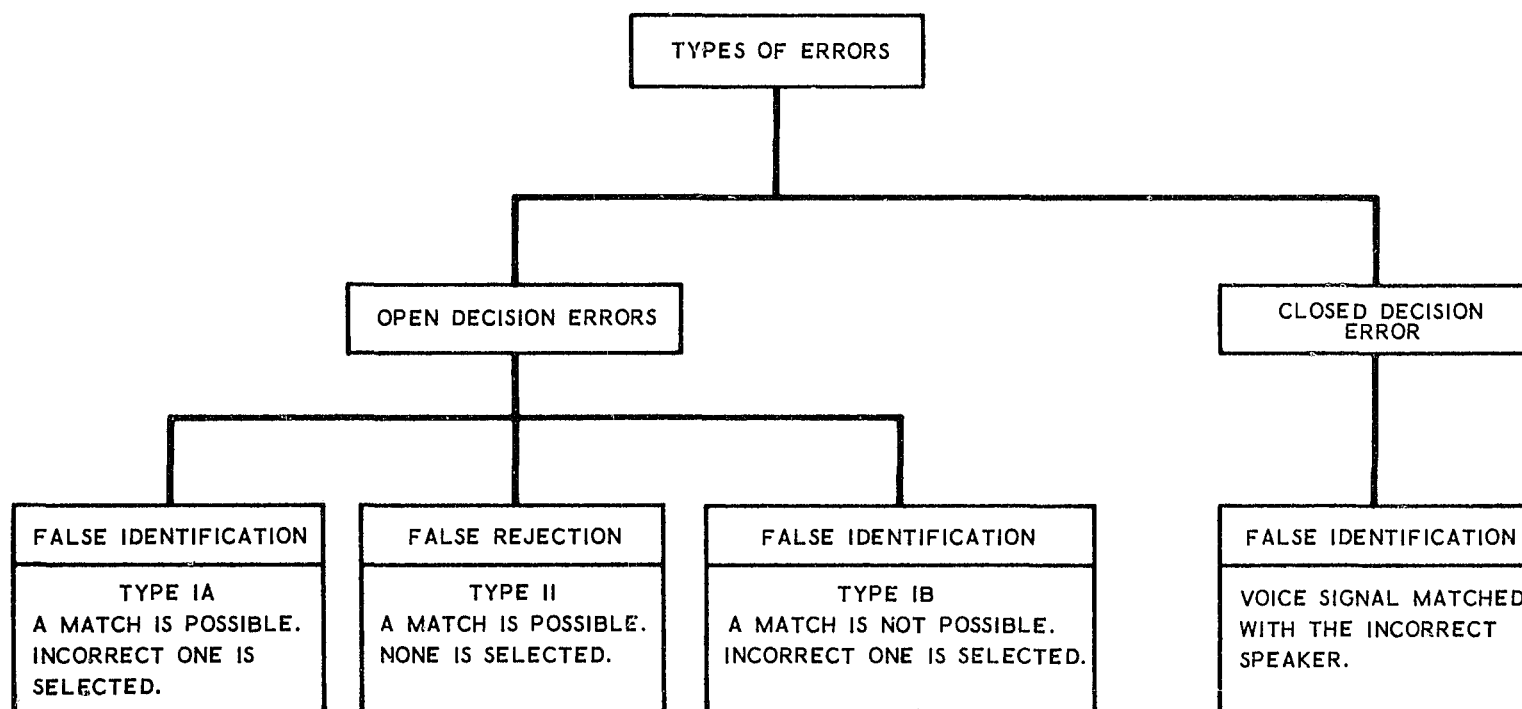 TYPES OF ERRORS
OPEN DECISION ERRORS
CLOSED DECISION
ERROR
FALSE IDENTIFICATION
TYPE IA
A MATCH IS POSSIBLE.
INCORRECT ONE IS
SELECTED.
FALSE REJECTION
TYPE II
A MATCH IS POSSIBLE.
NONE IS SELECTED.
FALSE IDENTIFICATION
TYPE IB
A MATCH IS NOT POSSIBLE.
INCORRECT ONE IS SELECTED.
FALSE IDENTIFICATION
VOICE SIGNAL MATCHED
WITH THE INCORRECT
SPEAKER.